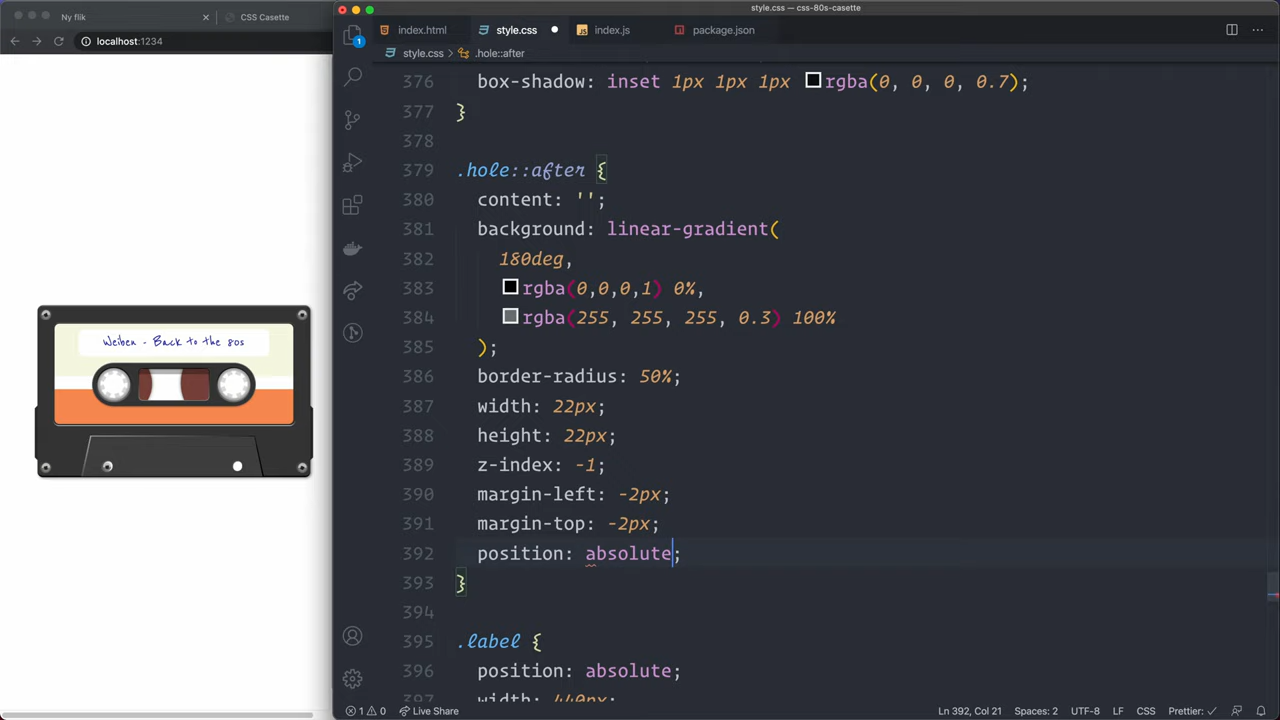 Ny flik
CSS Casette
localhost:1234
Weiben - Back to the 80s
style.css — css-80s-casette
index.html
style.css
index.js
package.json
style.css > .hole::after
376 box-shadow: inset 1px 1px 1px rgba(0, 0, 0, 0.7);
377 }
378
379 .hole::after {
380 content: '';
381 background: linear-gradient(
382 180deg,
383 rgba(0,0,0,1) 0%,
384 rgba(255, 255, 255, 0.3) 100%
385 );
386 border-radius: 50%;
387 width: 22px;
388 height: 22px;
389 z-index: -1;
390 margin-left: -2px;
391 margin-top: -2px;
392 position: absolute;
393 }
394
395 .label {
396 position: absolute;
397 width: 440px;
1
1 0 Live Share
Ln 392, Col 21 Spaces: 2 UTF-8 LF CSS Prettier: ✓